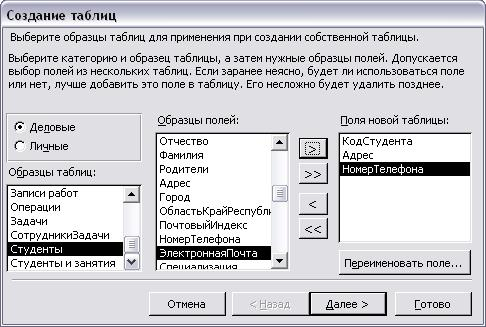 Создание таблиц
Выберите образцы таблиц для применения при создании собственной таблицы.
Выберите категорию и образец таблицы, а затем нужные образцы полей. Допускается
выбор полей из нескольких таблиц. Если заранее неясно, будет ли использоваться поле
или нет, лучше добавить это поле в таблицу. Его несложно будет удалить позднее.
Деловые
Личные
Образцы таблиц:
Записи работ
Операции
Задачи
СотрудникиЗадачи
Студенты
Студенты и занятия
Образцы полей:
Отчество
Фамилия
Родители
Адрес
Город
ОбластьКрайРеспубли
ПочтовыйИндекс
НомерТелефона
ЭлектроннаяПочта
Специализация
>
>>
<
<<
Поля новой таблицы:
КодСтудента
Адрес
НомерТелефона
Переименовать поле...
Отмена
< Назад
Далее >
Готово